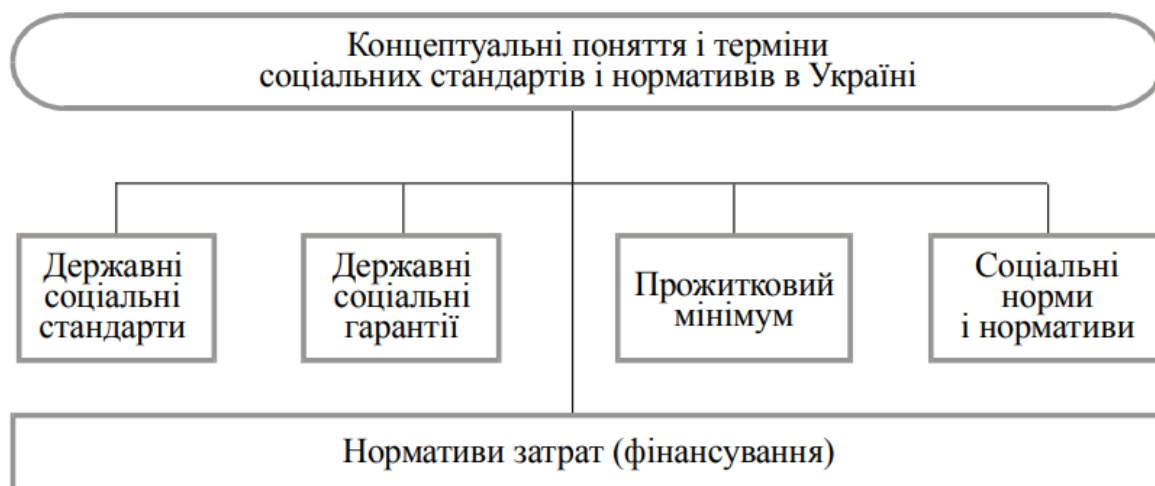 Концептуальні поняття і терміни
соціальних стандартів і нормативів в Україні
Державні
соціальні
стандарти
Державні
соціальні
гарантії
Прожитковий
мінімум
Соціальні
норми
і нормативи
Нормативи затрат (фінансування)